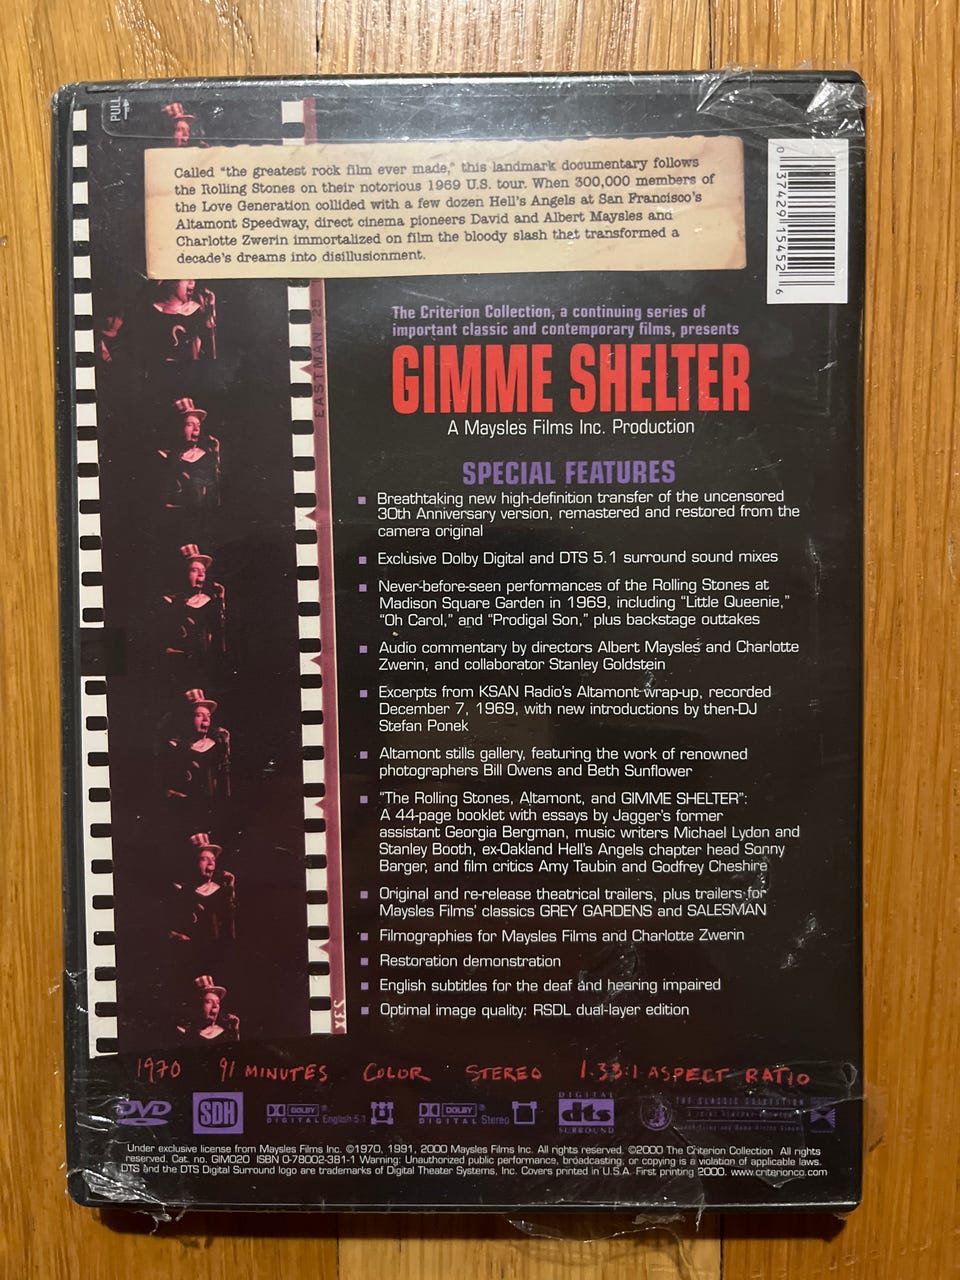 PULL
Called "the greatest rock film ever made," this landmark documentary follows
the Rolling Stones on their notorious 1969 U.S. tour. When 300,000 members of
the Love Generation collided with a few dozen Hell's Angels at San Francisco's
Altamont Speedway, direct cinema pioneers David and Albert Maysles and
Charlotte Zwerin immortalized on film the bloody slash that transformed a
decade's dreams into disillusionment.
0 37429 15452 6
EASTMAN 25
The Criterion Collection, a continuing series of
important classic and contemporary films, presents
GIMME SHELTER
A Maysles Films Inc. Production
SPECIAL FEATURES
Breathtaking new high-definition transfer of the uncensored
30th Anniversary version, remastered and restored from the
camera original
Exclusive Dolby Digital and DTS 5.1 surround sound mixes
Never-before-seen performances of the Rolling Stones at
Madison Square Garden in 1969, including "Little Queenie,"
"Oh Carol," and "Prodigal Son," plus backstage outtakes
Audio commentary by directors Albert Maysles and Charlotte
Zwerin, and collaborator Stanley Goldstein
Excerpts from KSAN Radio's Altamont wrap-up, recorded
December 7, 1969, with new introductions by then-DJ
Stefan Ponek
Altamont stills gallery, featuring the work of renowned
photographers Bill Owens and Beth Sunflower
"The Rolling Stones, Altamont, and GIMME SHELTER":
A 44-page booklet with essays by Jagger's former
assistant Georgia Bergman, music writers Michael Lydon and
Stanley Booth, ex-Oakland Hell's Angels chapter head Sonny
Barger, and film critics Amy Taubin and Godfrey Cheshire
Original and re-release theatrical trailers, plus trailers for
Maysles Films' classics GREY GARDENS and SALESMAN
Filmographies for Maysles Films and Charlotte Zwerin
Restoration demonstration
English subtitles for the deaf and hearing impaired
Optimal image quality: RSDL dual-layer edition
23X
1970 91 MINUTES COLOR STEREO 1.33:1 ASPECT RATIO
DVD SDH DOLBY DIGITAL English 5.1 DOLBY DIGITAL Stereo DIGITAL dts SURROUND
Under exclusive license from Maysles Films Inc. ©1970, 1991, 2000 Maysles Films Inc. All rights reserved. ©2000 The Criterion Collection All rights
reserved. Cat. no. GIM020 ISBN 0-78002-381-1 Warning: Unauthorized public performance, broadcasting, or copying is a violation of applicable laws.
DTS and the DTS Digital Surround logo are trademarks of Digital Theater Systems, Inc. Covers printed in U.S.A. First printing 2000. www.criterionco.com